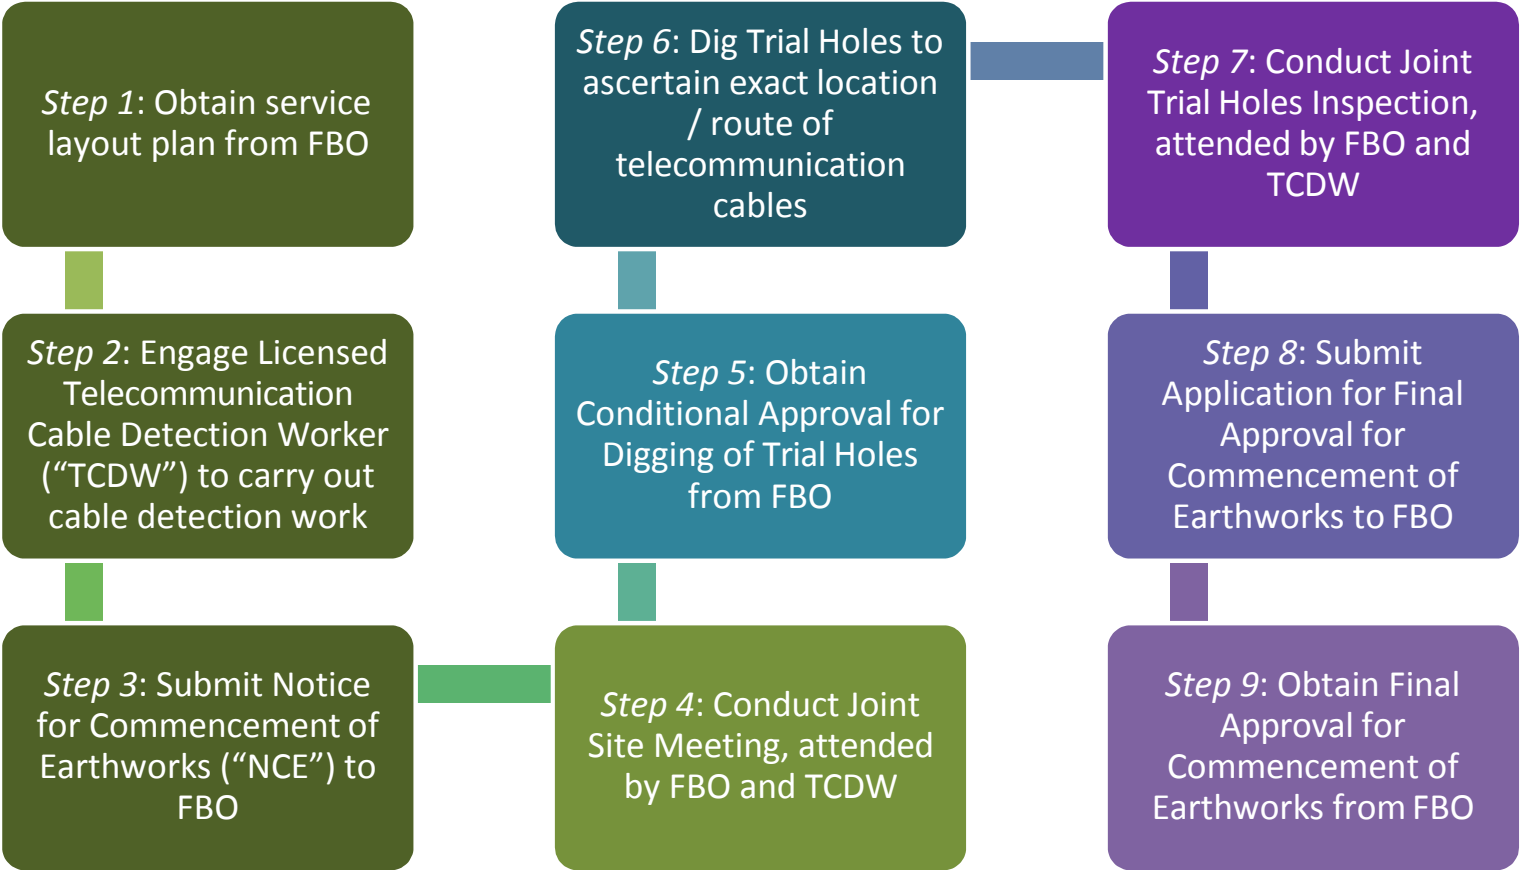 Step 1: Obtain service
layout plan from FBO
Step 2: Engage Licensed
Telecommunication
Cable Detection Worker
(“TCDW”) to carry out
cable detection work
Step 3: Submit Notice
for Commencement of
Earthworks (“NCE”) to
FBO
Step 4: Conduct Joint
Site Meeting, attended
by FBO and TCDW
Step 5: Obtain
Conditional Approval for
Digging of Trial Holes
from FBO
Step 6: Dig Trial Holes to
ascertain exact location
/ route of
telecommunication
cables
Step 7: Conduct Joint
Trial Holes Inspection,
attended by FBO and
TCDW
Step 8: Submit
Application for Final
Approval for
Commencement of
Earthworks to FBO
Step 9: Obtain Final
Approval for
Commencement of
Earthworks from FBO